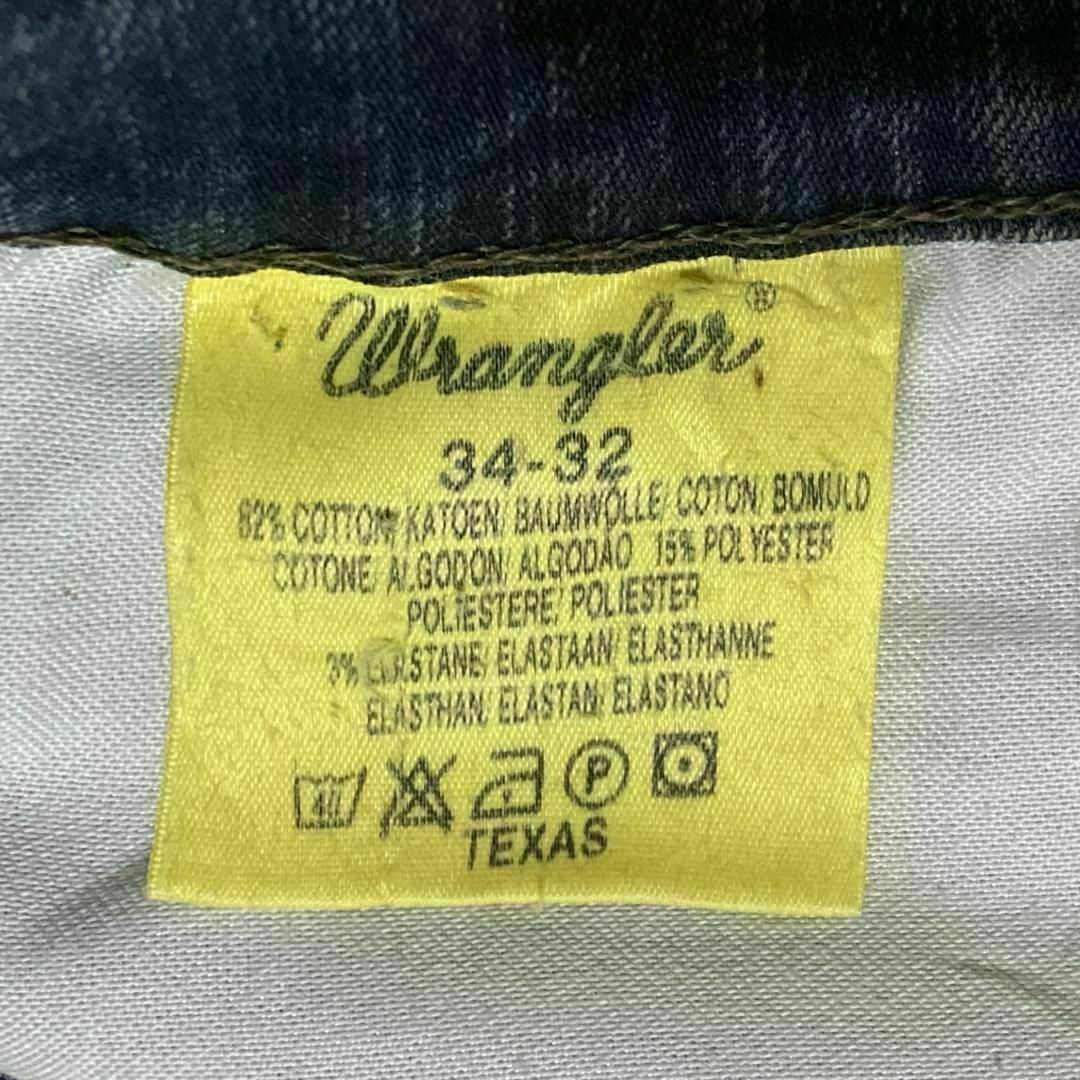 Wrangler®
34-32
82% COTTON/ KATOEN/ BAUMWOLLE/ COTON/ BOMULD
COTONE/ ALGODON/ ALGODAO 15% POLYESTER
POLIESTERE/ POLIESTER
3% ELASTANE/ ELASTAAN/ ELASTHANNE
ELASTHAN/ ELASTAN/ ELASTANO
40 P
TEXAS